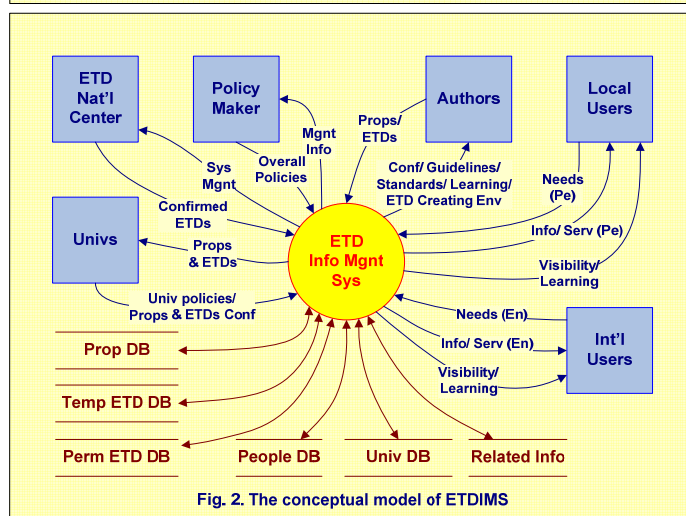 ETD
Nat'l
Center
Policy
Maker
Authors
Local
Users
Props/
ETDs
Mgnt
Info
Sys
Mgnt
Overall
Policies
Conf/ Guidelines/
Standards/ Learning/
ETD Creating Env
Needs
(Pe)
Confirmed
ETDs
Univs
Props
& ETDs
ETD
Info Mgnt
Sys
Info/ Serv (Pe)
Visibility/
Learning
Univ policies/
Props & ETDs Conf
Needs (En)
Info/ Serv (En)
Visibility/
Learning
Int'l
Users
Prop DB
Temp ETD DB
Perm ETD DB
People DB
Univ DB
Related Info
Fig. 2. The conceptual model of ETDIMS